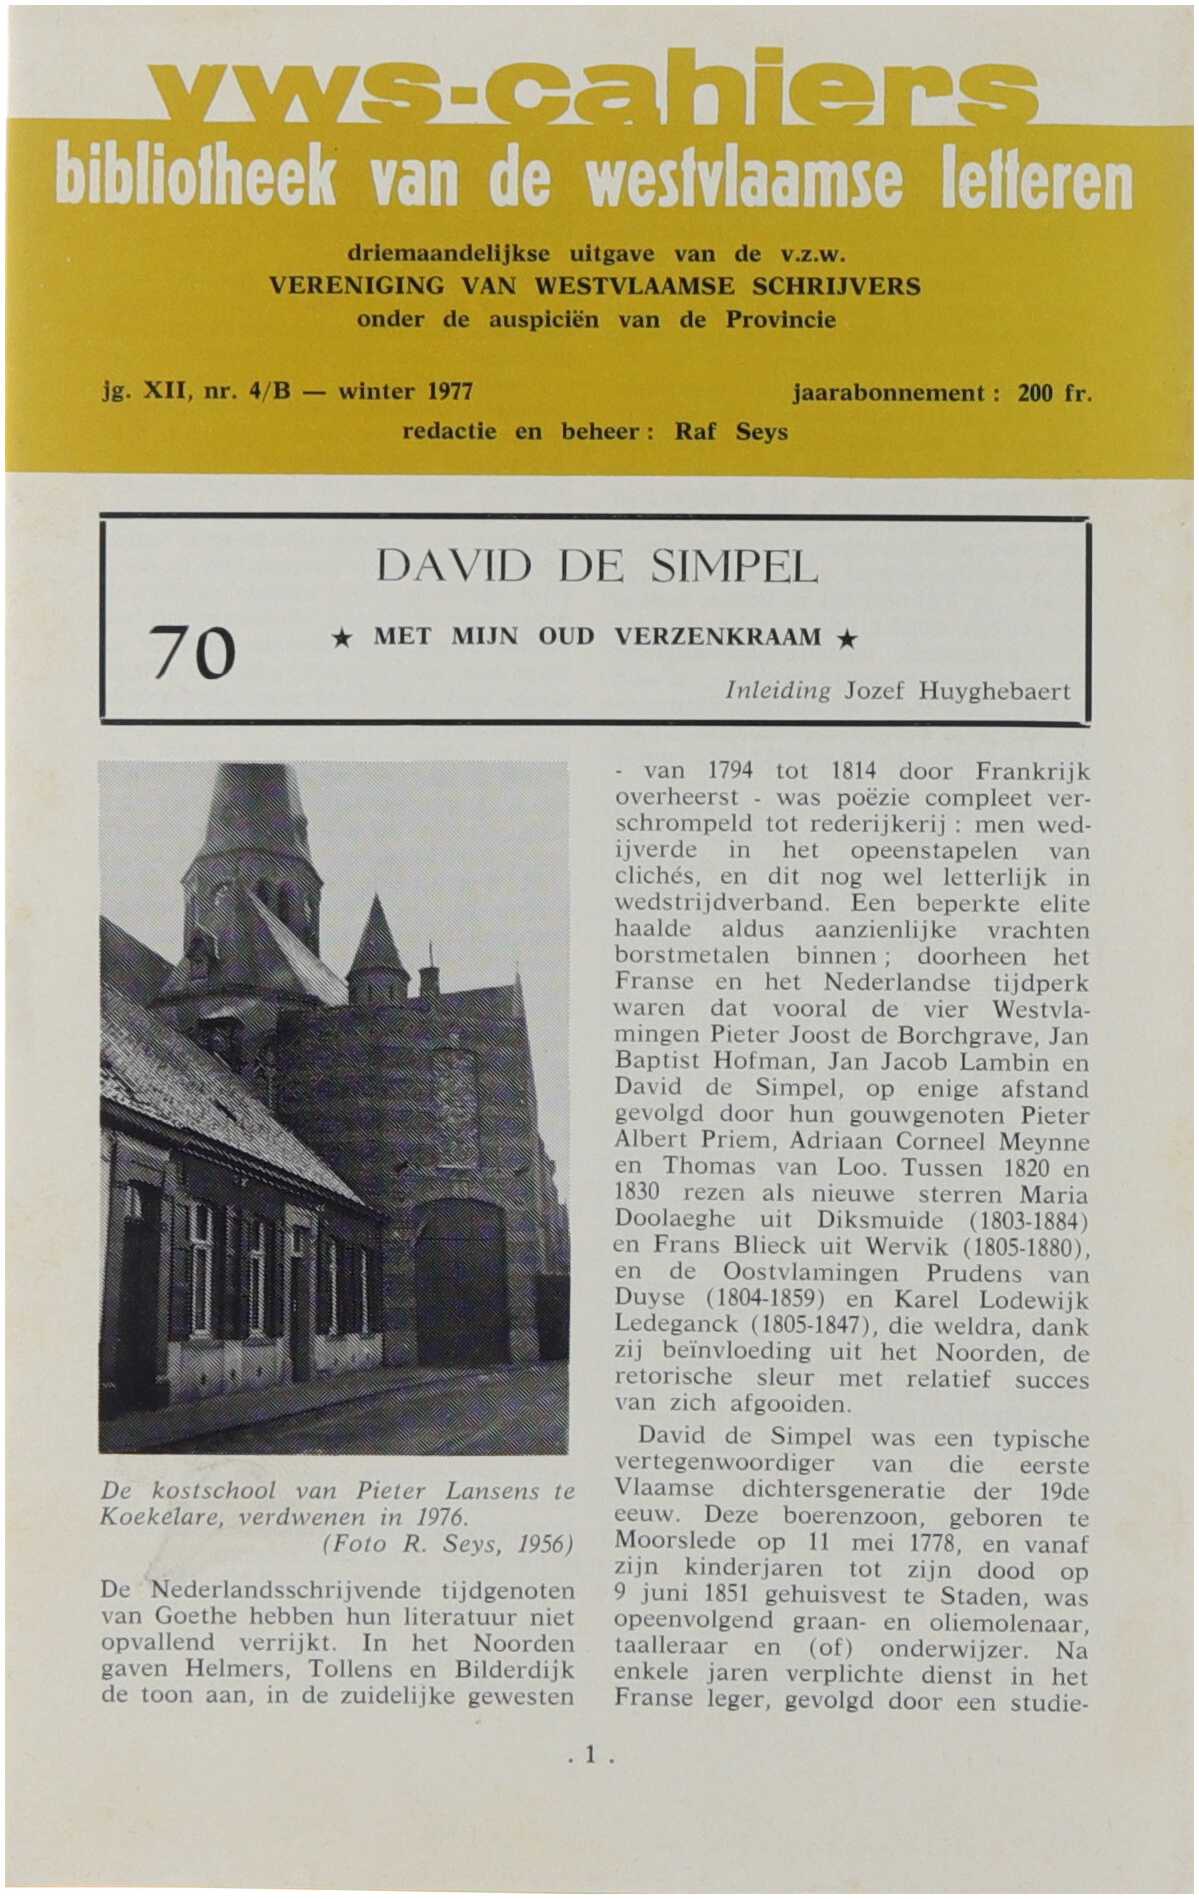 vws-cahiers
bibliotheek van de westvlaamse letteren
driemaandelijkse uitgave van de v.z.w.
VERENIGING VAN WESTVLAAMSE SCHRIJVERS
onder de auspiciën van de Provincie
jg. XII, nr. 4/B — winter 1977
jaarabonnement : 200 fr.
redactie en beheer : Raf Seys
DAVID DE SIMPEL
70
★ MET MIJN OUD VERZENKRAAM ★
Inleiding Jozef Huyghebaert
De kostschool van Pieter Lansens te
Koekelare, verdwenen in 1976.
(Foto R. Seys, 1956)
De Nederlandsschrijvende tijdgenoten
van Goethe hebben hun literatuur niet
opvallend verrijkt. In het Noorden
gaven Helmers, Tollens en Bilderdijk
de toon aan, in de zuidelijke gewesten
- van 1794 tot 1814 door Frankrijk
overheerst - was poëzie compleet ver-
schrompeld tot rederijkerij : men wed-
ijverde in het opeenstapelen van
clichés, en dit nog wel letterlijk in
wedstrijdverband. Een beperkte elite
haalde aldus aanzienlijke vrachten
borstmetalen binnen ; doorheen het
Franse en het Nederlandse tijdperk
waren dat vooral de vier Westvla-
mingen Pieter Joost de Borchgrave, Jan
Baptist Hofman, Jan Jacob Lambin en
David de Simpel, op enige afstand
gevolgd door hun gouwgenoten Pieter
Albert Priem, Adriaan Corneel Meynne
en Thomas van Loo. Tussen 1820 en
1830 rezen als nieuwe sterren Maria
Doolaeghe uit Diksmuide (1803-1884)
en Frans Blieck uit Wervik (1805-1880),
en de Oostvlamingen Prudens van
Duyse (1804-1859) en Karel Lodewijk
Ledeganck (1805-1847), die weldra, dank
zij beïnvloeding uit het Noorden, de
retorische sleur met relatief succes
van zich afgooiden.
David de Simpel was een typische
vertegenwoordiger van die eerste
Vlaamse dichtersgeneratie der 19de
eeuw. Deze boerenzoon, geboren te
Moorslede op 11 mei 1778, en vanaf
zijn kinderjaren tot zijn dood op
9 juni 1851 gehuisvest te Staden, was
opeenvolgend graan- en oliemolenaar,
taalleraar en (of) onderwijzer. Na
enkele jaren verplichte dienst in het
Franse leger, gevolgd door een studie-
. 1 .